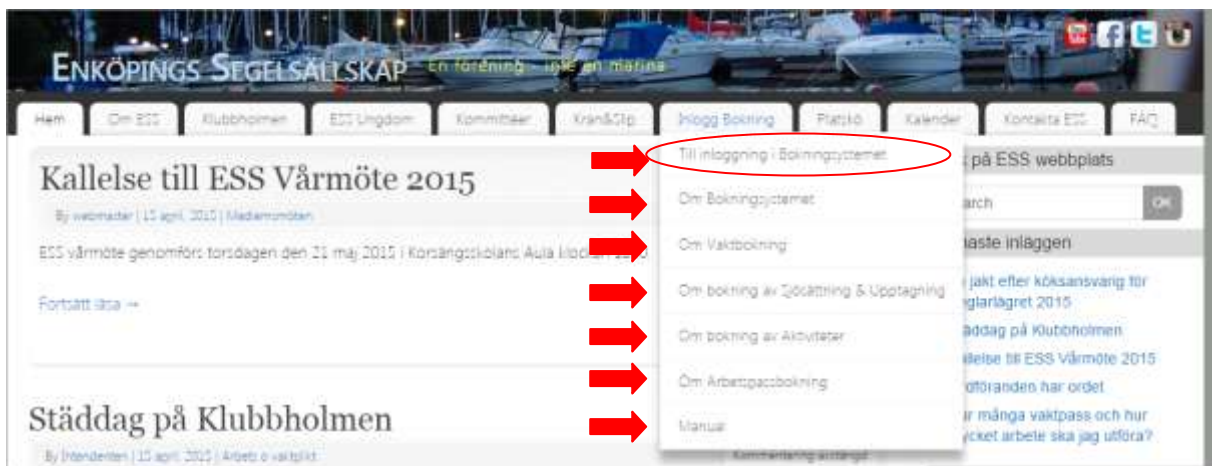 ENKÖPINGS SEGELSÄLLSKAP En förening - inte en marina
Hem Om ESS Klubbholmen ESS Ungdom Kommittéer Kran&Slip Inlogg Bokning Platskö Kalender Kontakta ESS FAQ
Kallelse till ESS Vårmöte 2015
By webmaster | 15 april, 2015 | Medlemsmöten
ESS vårmöte genomförs torsdagen den 21 maj 2015 i Korsängsskolans Aula klockan
Fortsätt läsa →
Städdag på Klubbholmen
By Intendenten | 15 april, 2015 | Arbets o vaktplikt
Kommentering avstängd
Till inloggning i Bokningsystemet
Om Bokningsystemet
Om Vaktbokning
Om bokning av Sjösättning & Upptagning
Om bokning av Aktiviteter
Om Arbetspassbokning
Manual
på ESS webbplats
arch OK
naste inläggen
jakt efter köksansvarig för
glarlägret 2015
äddag på Klubbholmen
llelse till ESS Vårmöte 2015
dföranden har ordet
ur många vaktpass och hur
ycket arbete ska jag utföra?